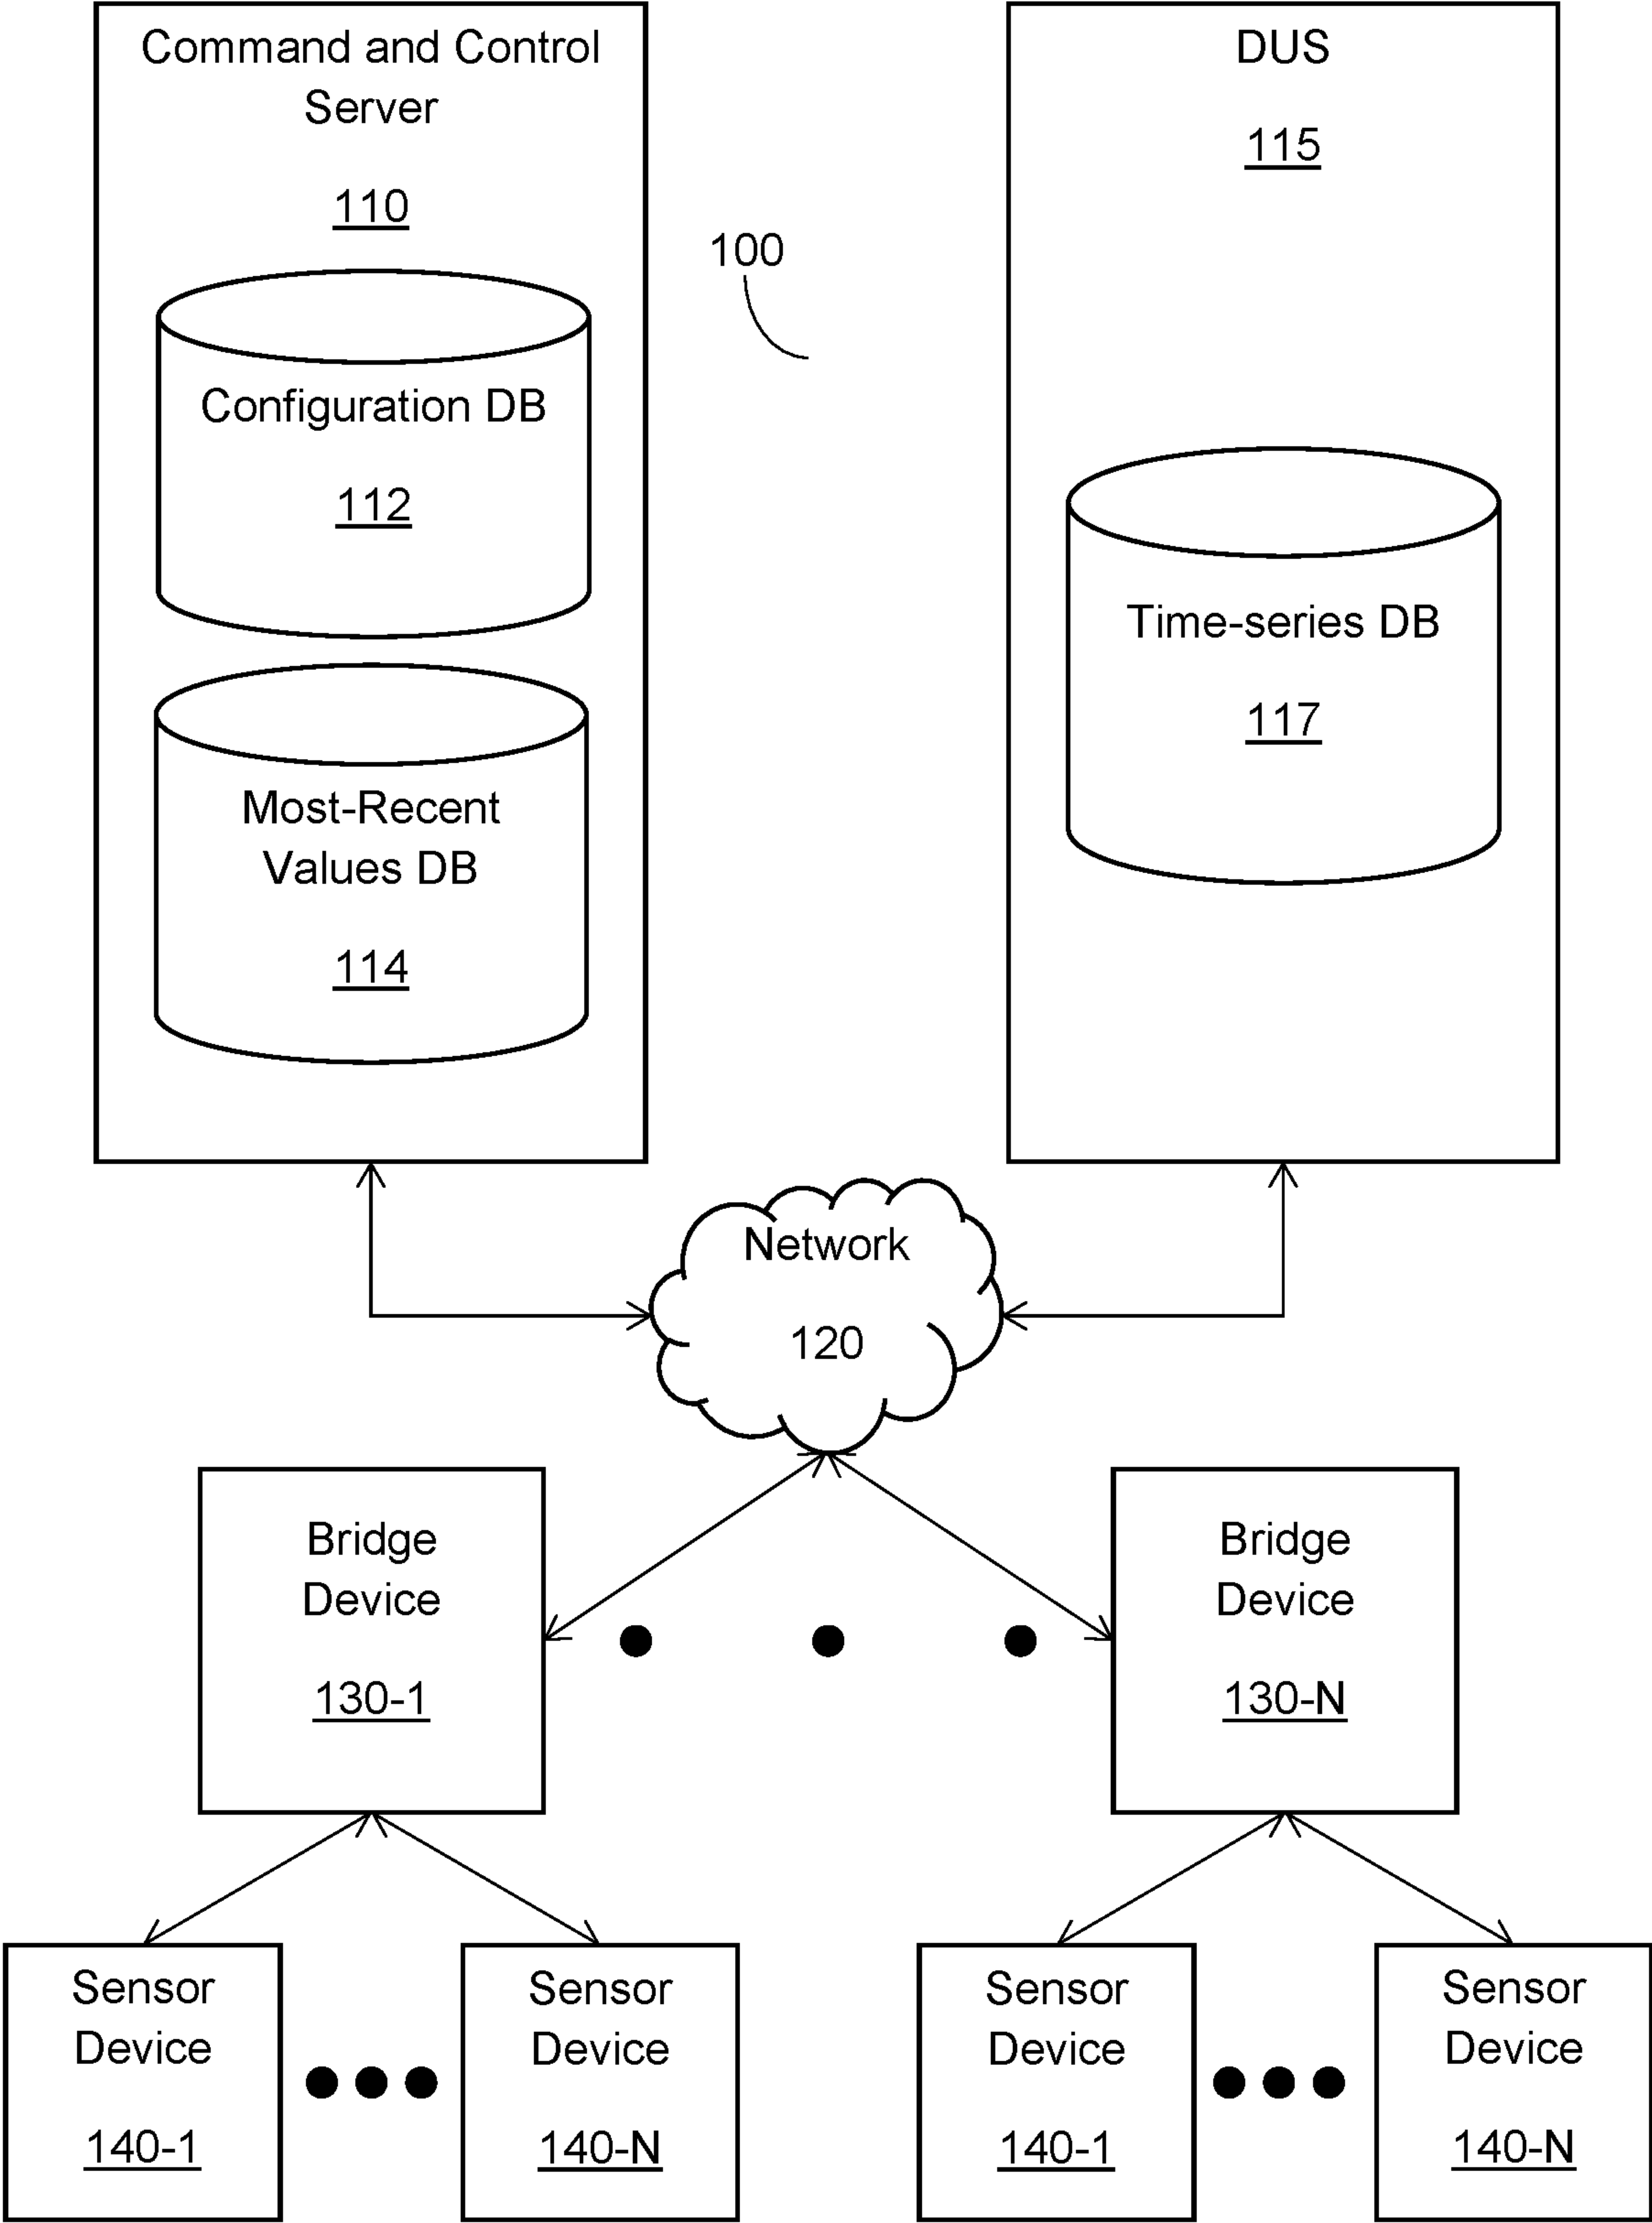 Command and Control
Server
110
Configuration DB
112
Most-Recent
Values DB
114
100
DUS
115
Time-series DB
117
Network
120
Bridge
Device
130-1
Bridge
Device
130-N
Sensor
Device
140-1
Sensor
Device
140-N
Sensor
Device
140-1
Sensor
Device
140-N